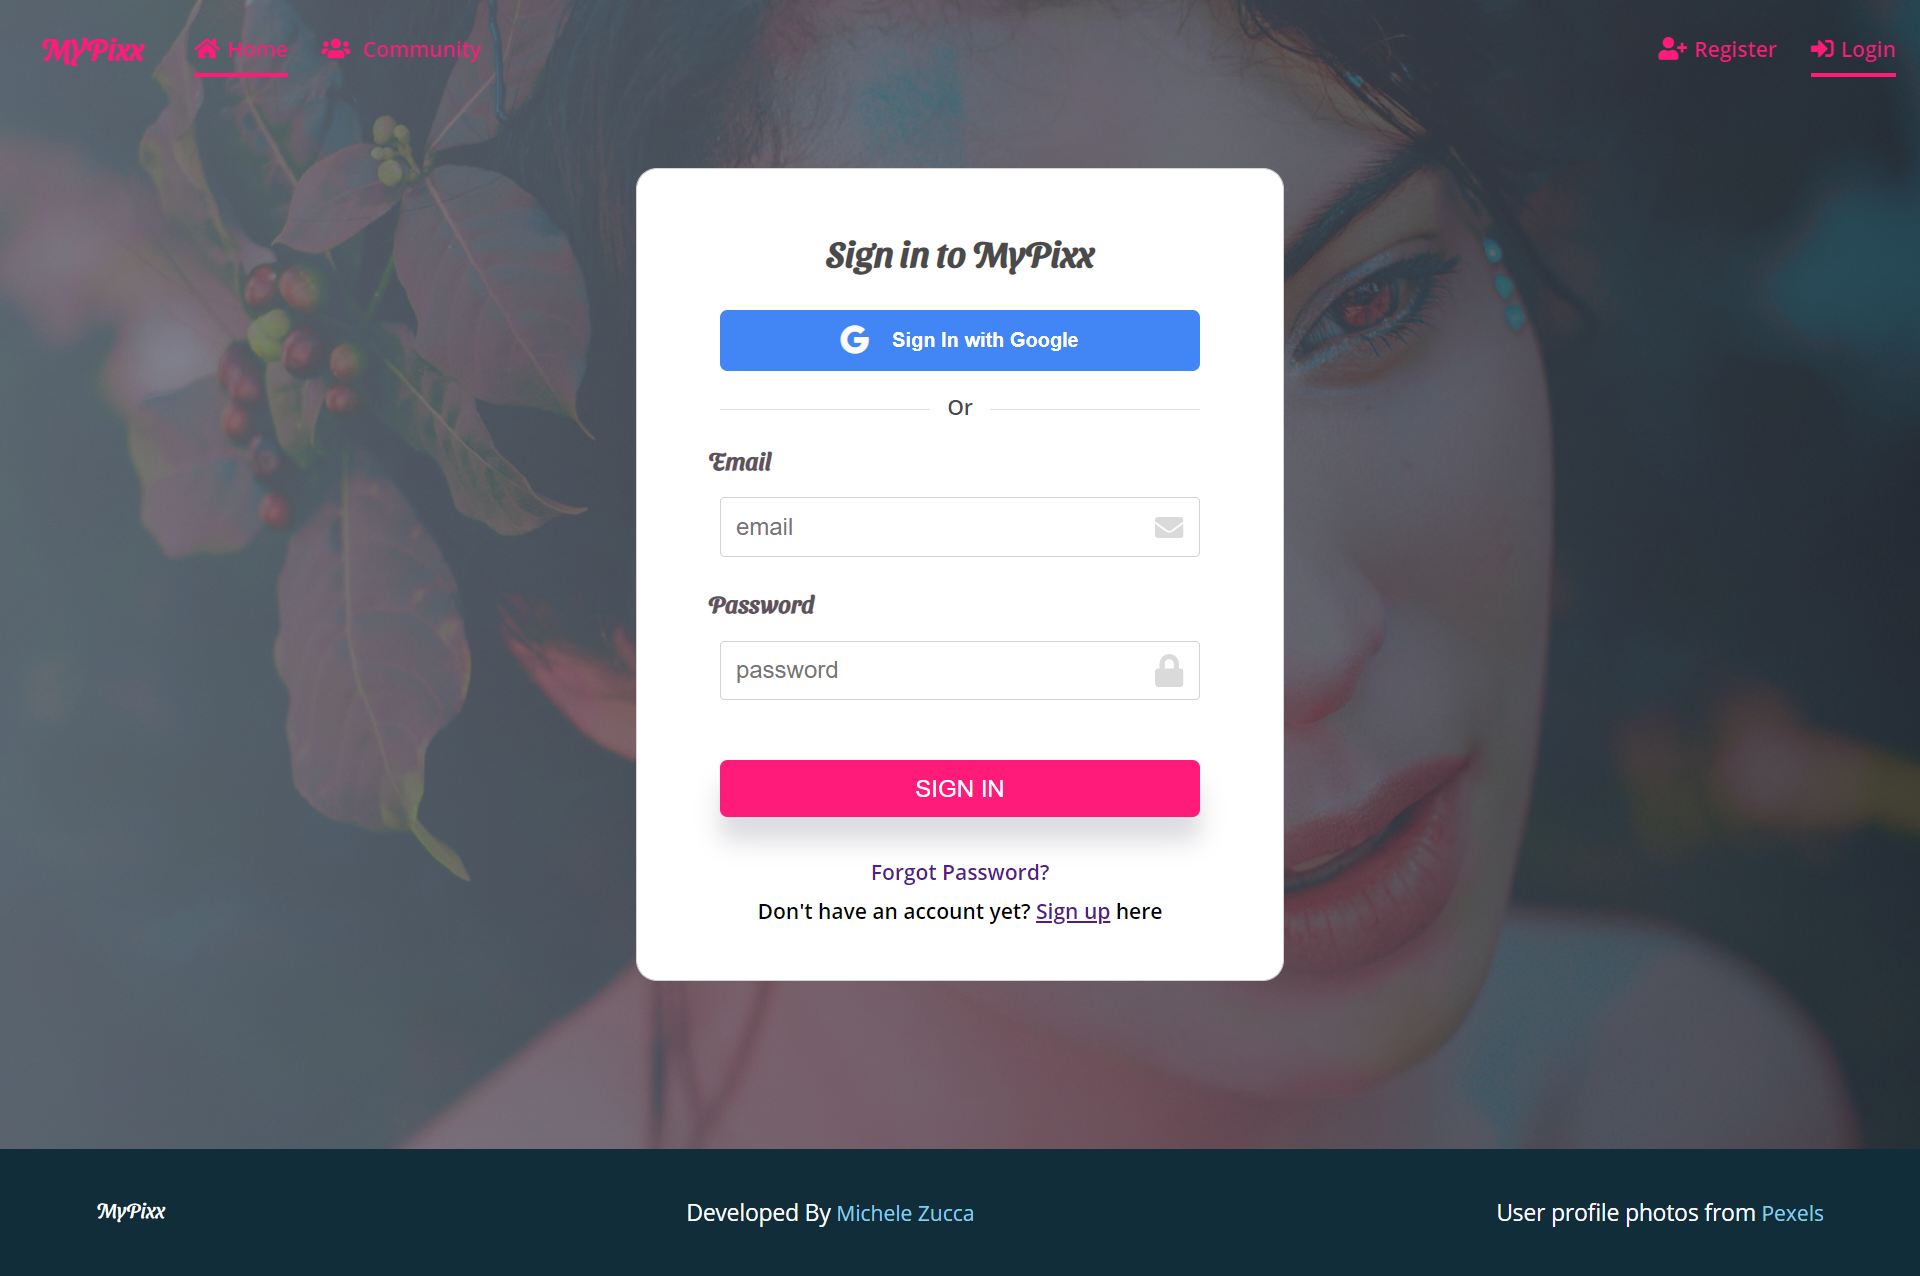 MYPixx Home Community Register Login
Sign in to MyPixx
Sign In with Google
Or
Email
email
Password
password
SIGN IN
Forgot Password?
Don't have an account yet? Sign up here
MyPixx Developed By Michele Zucca User profile photos from Pexels